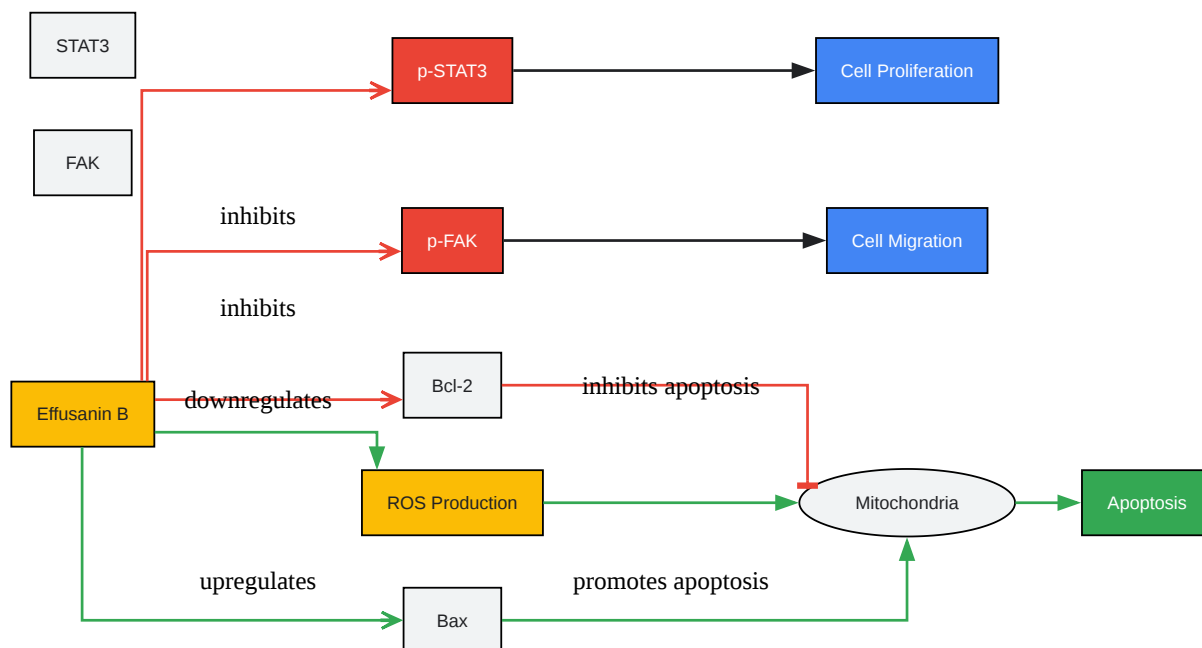 STAT3
p-STAT3
Cell Proliferation
FAK
inhibits
p-FAK
Cell Migration
inhibits
Bcl-2
inhibits apoptosis
downregulates
Effusanin B
ROS Production
Mitochondria
Apoptosis
upregulates
promotes apoptosis
Bax